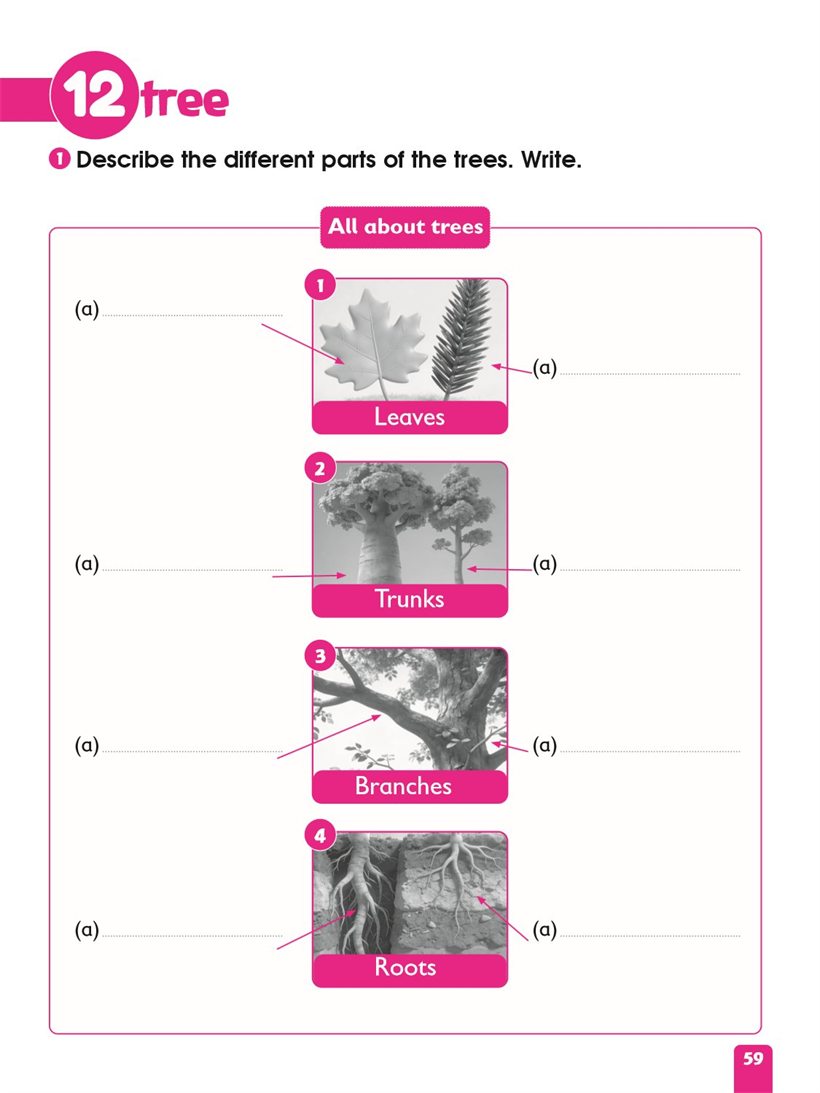 12 tree
1 Describe the different parts of the trees. Write.
All about trees
1
(a)
(a)
Leaves
2
(a)
(a)
Trunks
3
(a)
(a)
Branches
4
(a)
(a)
Roots
59